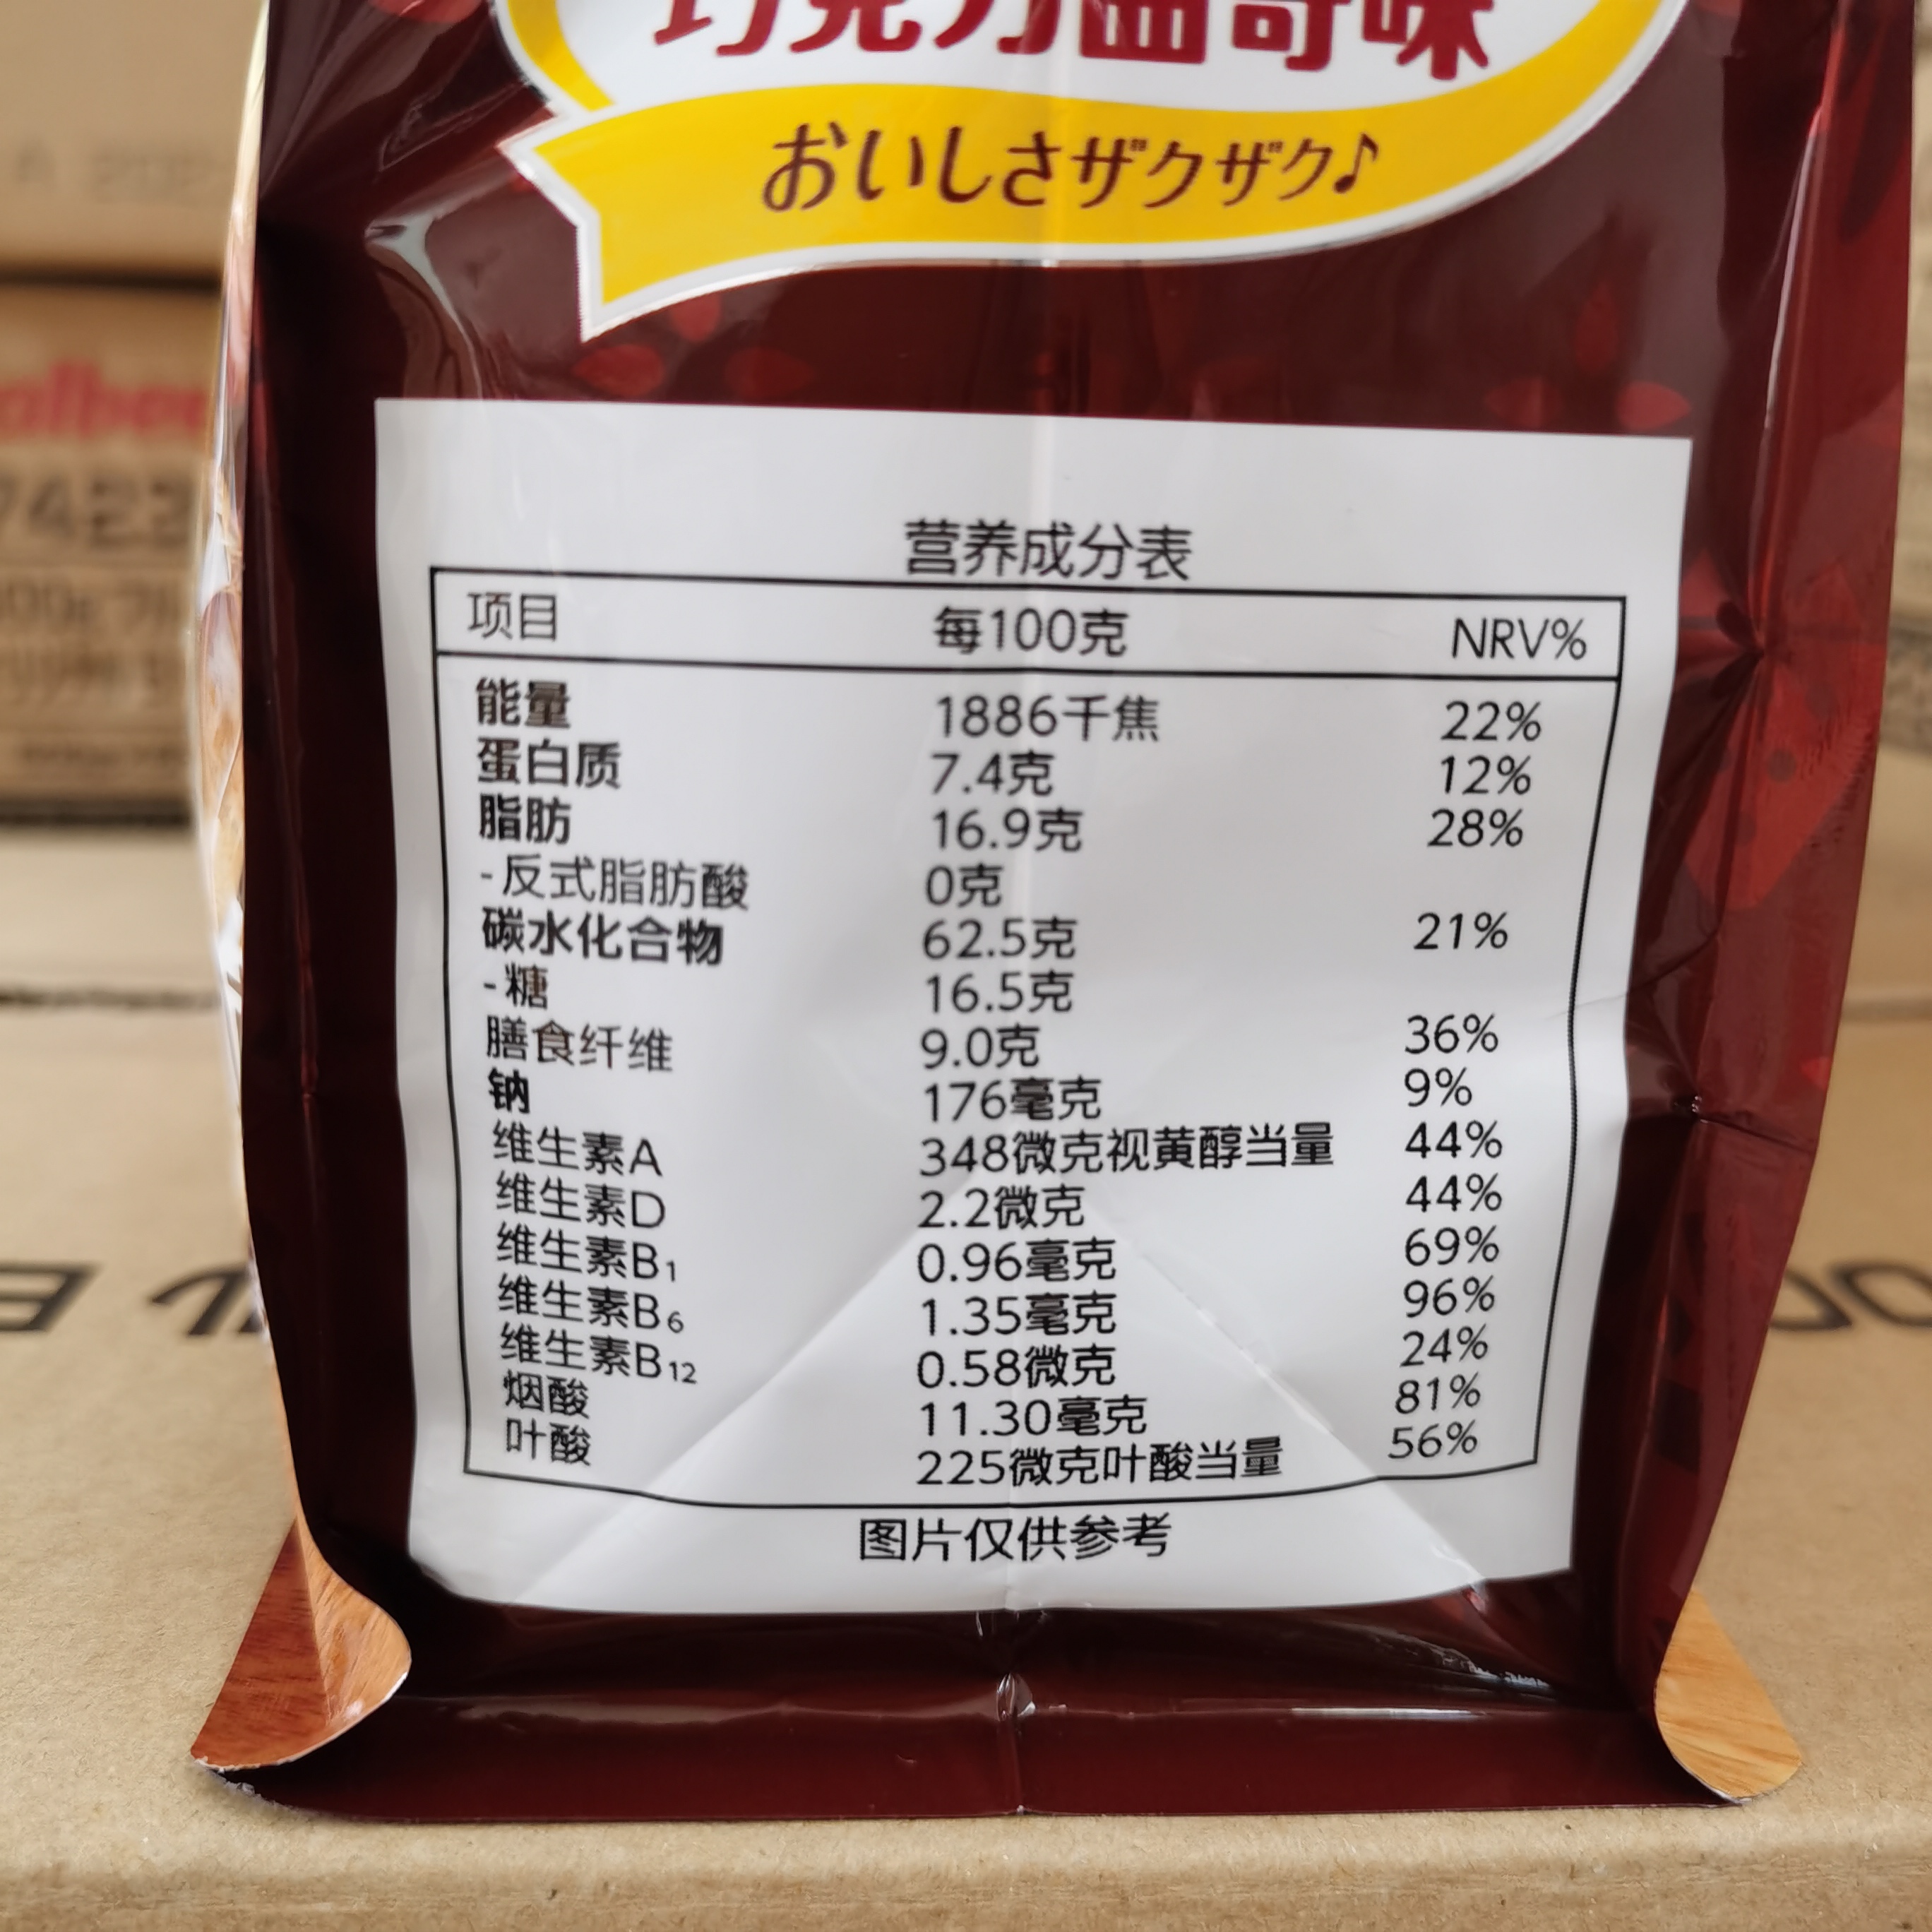 巧克力曲奇味
おいしさザクザク♪
营养成分表
项目 每100克 NRV%
能量 1886千焦 22%
蛋白质 7.4克 12%
脂肪 16.9克 28%
-反式脂肪酸 0克
碳水化合物 62.5克 21%
-糖 16.5克
膳食纤维 9.0克 36%
钠 176毫克 9%
维生素A 348微克视黄醇当量 44%
维生素D 2.2微克 44%
维生素B₁ 0.96毫克 69%
维生素B₆ 1.35毫克 96%
维生素B₁₂ 0.58微克 24%
烟酸 11.30毫克 81%
叶酸 225微克叶酸当量 56%
图片仅供参考
7422